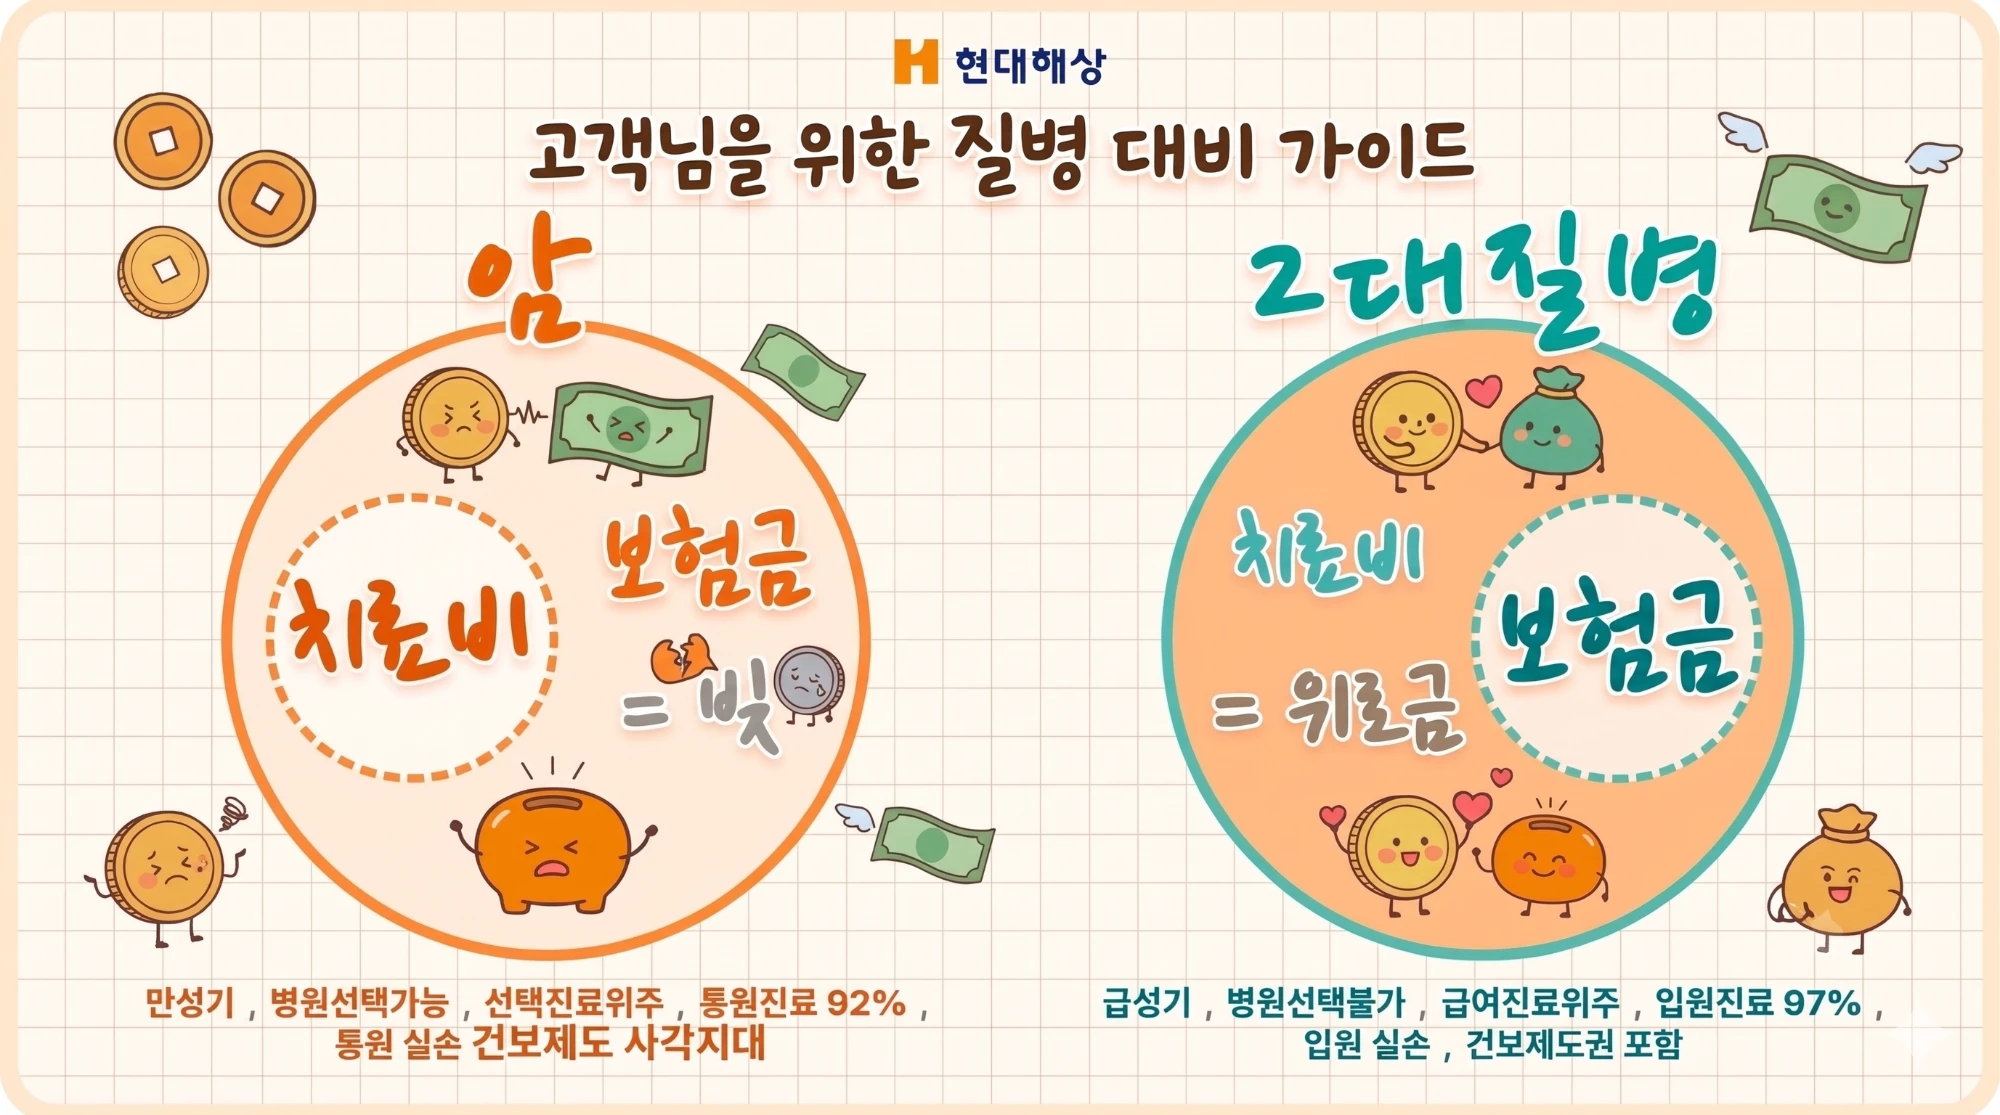 현대해상
고객님을 위한 질병 대비 가이드
암
치료비
보험금
= 빚
만성기 , 병원선택가능 , 선택진료위주 , 통원진료 92% ,
통원 실손 건보제도 사각지대
2대질병
치료비
보험금
= 위로금
급성기 , 병원선택불가 , 급여진료위주 , 입원진료 97% ,
입원 실손 , 건보제도권 포함